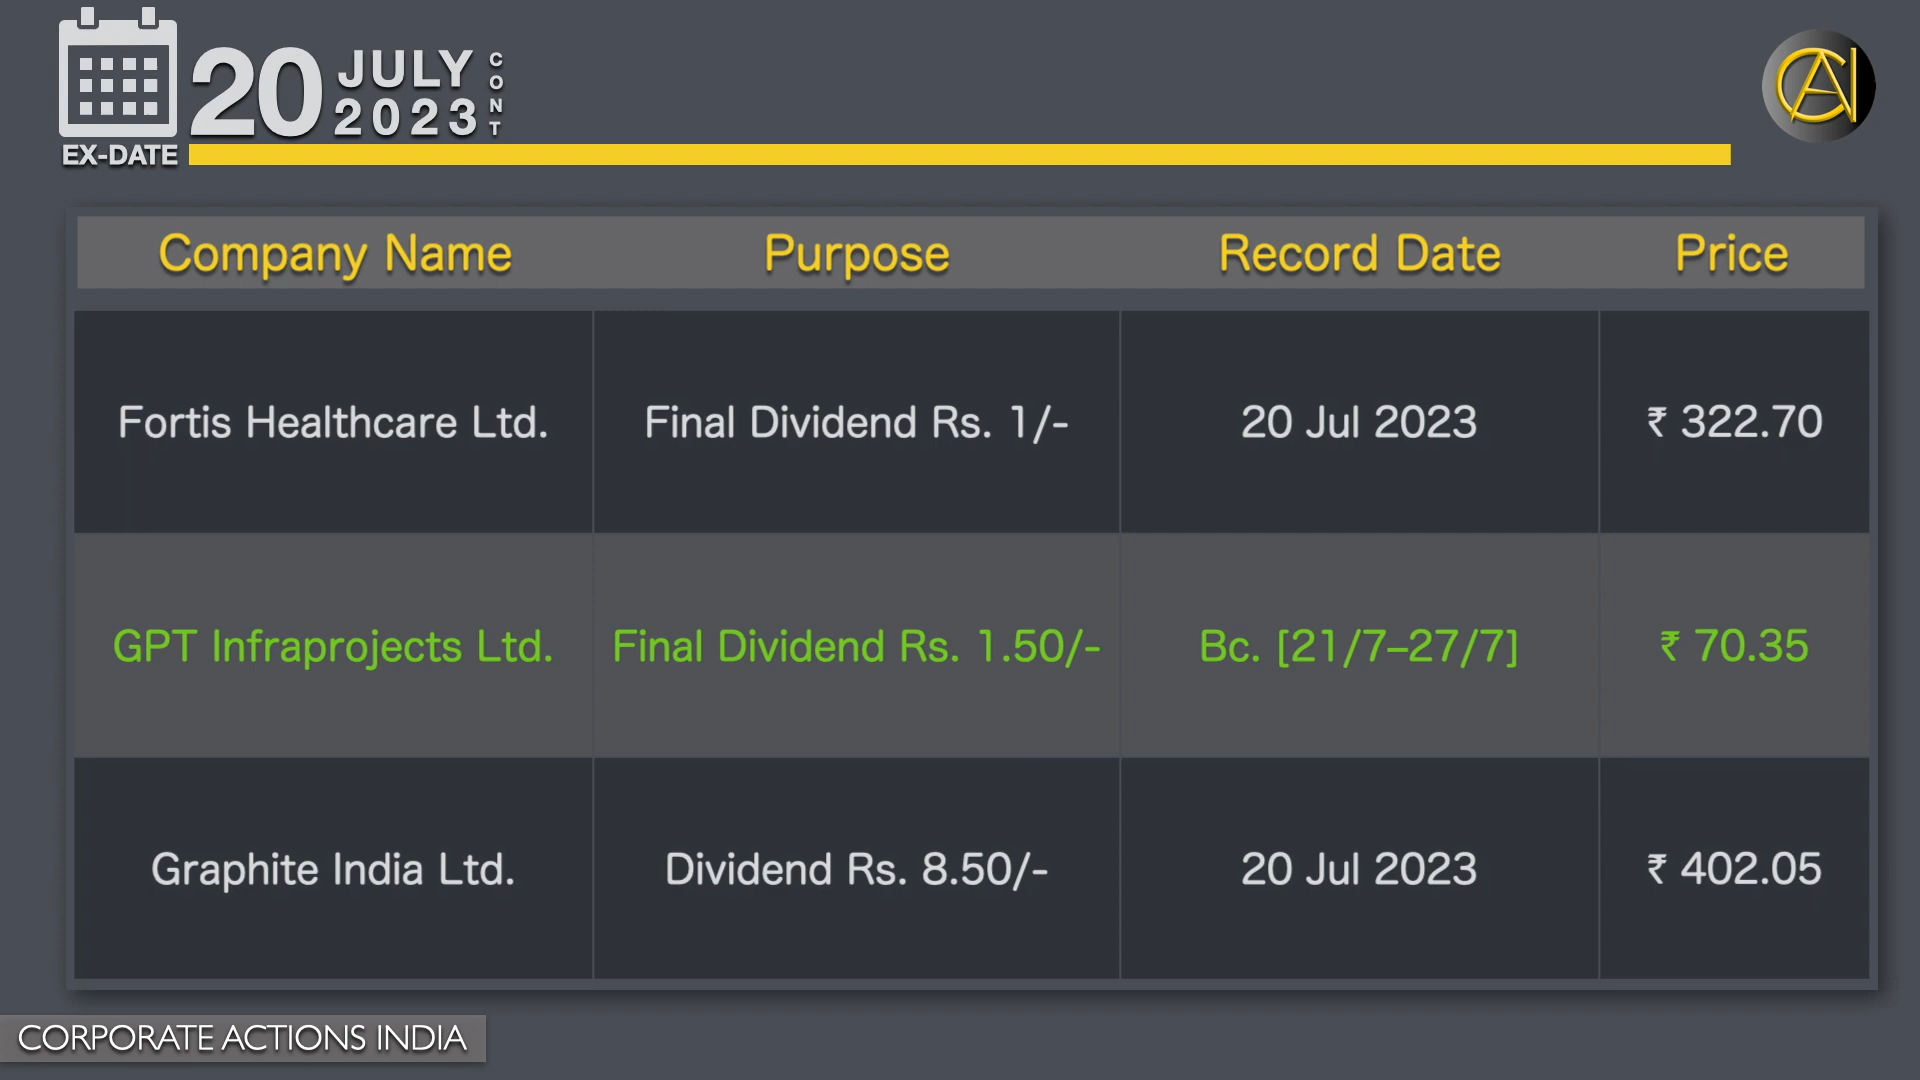 20 JULY 2023 CONT
EX-DATE
CAI
Company Name Purpose Record Date Price
Fortis Healthcare Ltd. Final Dividend Rs. 1/- 20 Jul 2023 ₹ 322.70
GPT Infraprojects Ltd. Final Dividend Rs. 1.50/- Bc. [21/7–27/7] ₹ 70.35
Graphite India Ltd. Dividend Rs. 8.50/- 20 Jul 2023 ₹ 402.05
CORPORATE ACTIONS INDIA